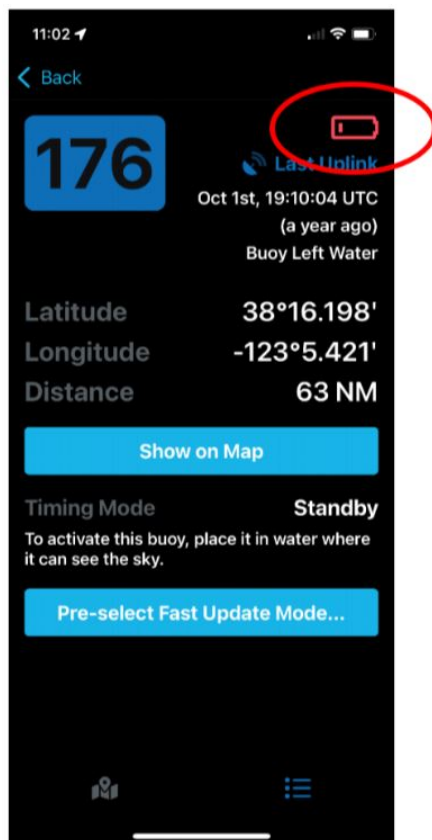 11:02
Back
176
Last Uplink
Oct 1st, 19:10:04 UTC
(a year ago)
Buoy Left Water
Latitude 38°16.198'
Longitude -123°5.421'
Distance 63 NM
Show on Map
Timing Mode Standby
To activate this buoy, place it in water where
it can see the sky.
Pre-select Fast Update Mode...